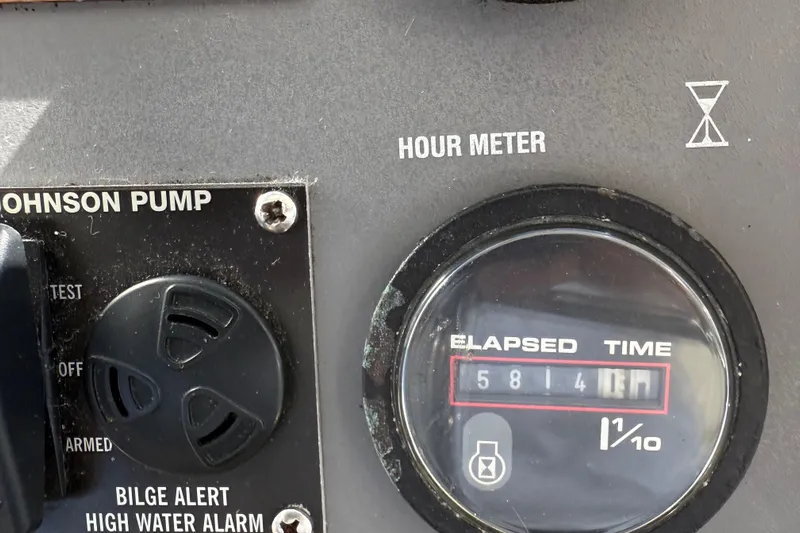 HOUR METER
OHNSON PUMP
TEST
OFF
ARMED
BILGE ALERT
HIGH WATER ALARM
ELAPSED TIME
5814
1/10